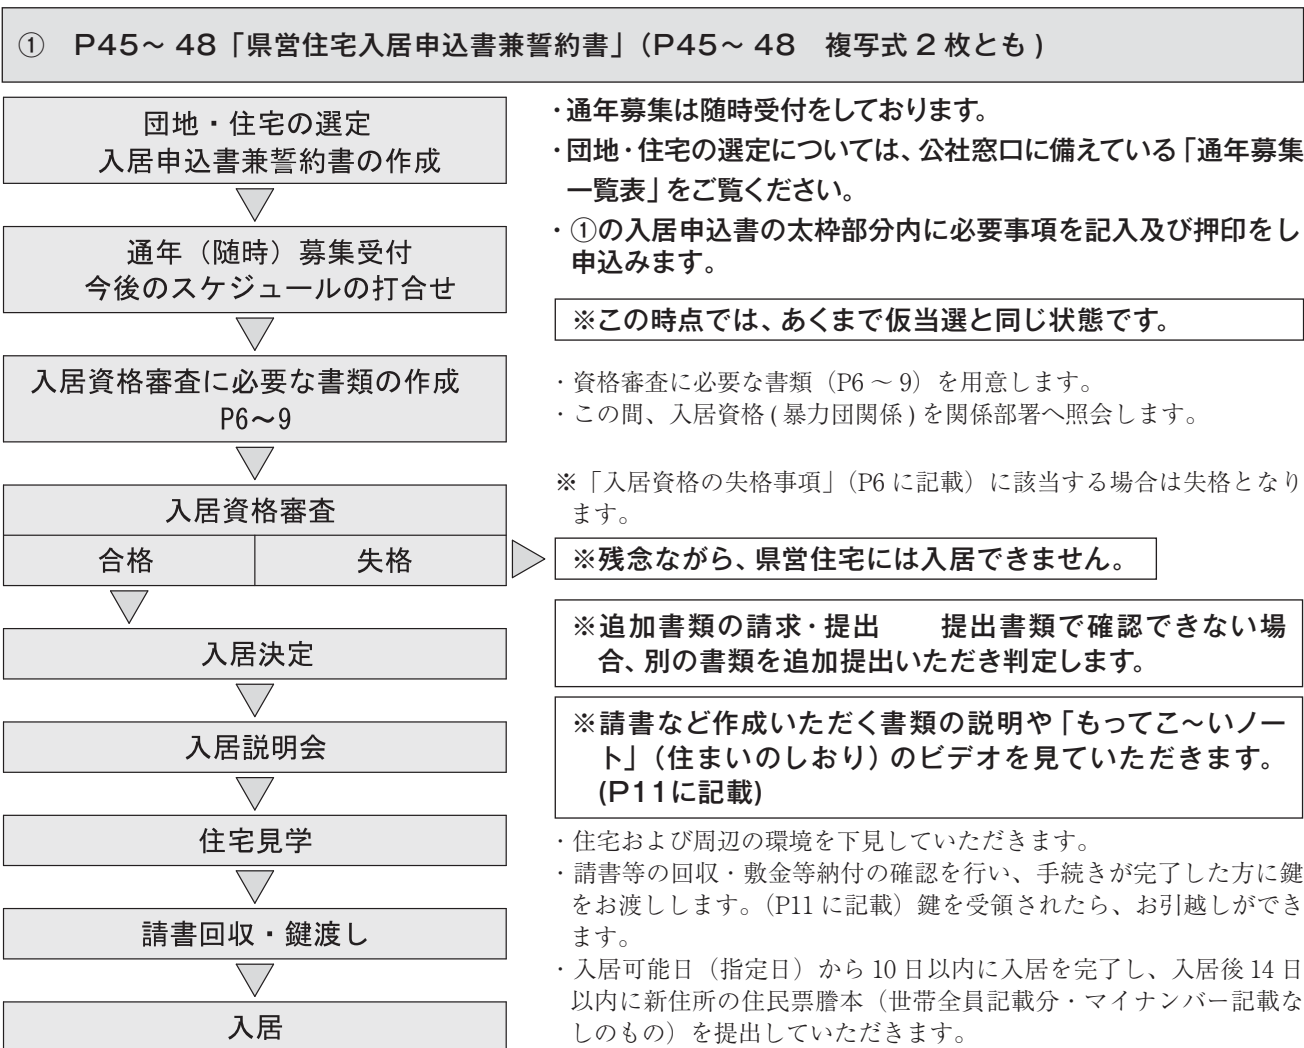 ① P45～48「県営住宅入居申込書兼誓約書」（P45～48　複写式2枚とも)
団地・住宅の選定
入居申込書兼誓約書の作成
・通年募集は随時受付をしております。
・団地・住宅の選定については、公社窓口に備えている「通年募集
一覧表」をご覧ください。
通年（随時）募集受付
今後のスケジュールの打合せ
・①の入居申込書の太枠部分内に必要事項を記入及び押印をし
申込みます。
※この時点では、あくまで仮当選と同じ状態です。
入居資格審査に必要な書類の作成
P6～9
・資格審査に必要な書類（P6～9）を用意します。
・この間、入居資格(暴力団関係)を関係部署へ照会します。
入居資格審査
※「入居資格の失格事項」（P6に記載）に該当する場合は失格となり
ます。
合格
失格
※残念ながら、県営住宅には入居できません。
入居決定
※追加書類の請求・提出　　提出書類で確認できない場
合、別の書類を追加提出いただき判定します。
入居説明会
※請書など作成いただく書類の説明や「もってこ～いノー
ト」（住まいのしおり）のビデオを見ていただきます。
(P11に記載)
住宅見学
・住宅および周辺の環境を下見していただきます。
請書回収・鍵渡し
・請書等の回収・敷金等納付の確認を行い、手続きが完了した方に鍵
をお渡しします。（P11に記載）鍵を受領されたら、お引越しができ
ます。
入居
・入居可能日（指定日）から10日以内に入居を完了し、入居後14日
以内に新住所の住民票謄本（世帯全員記載分・マイナンバー記載な
しのもの）を提出していただきます。